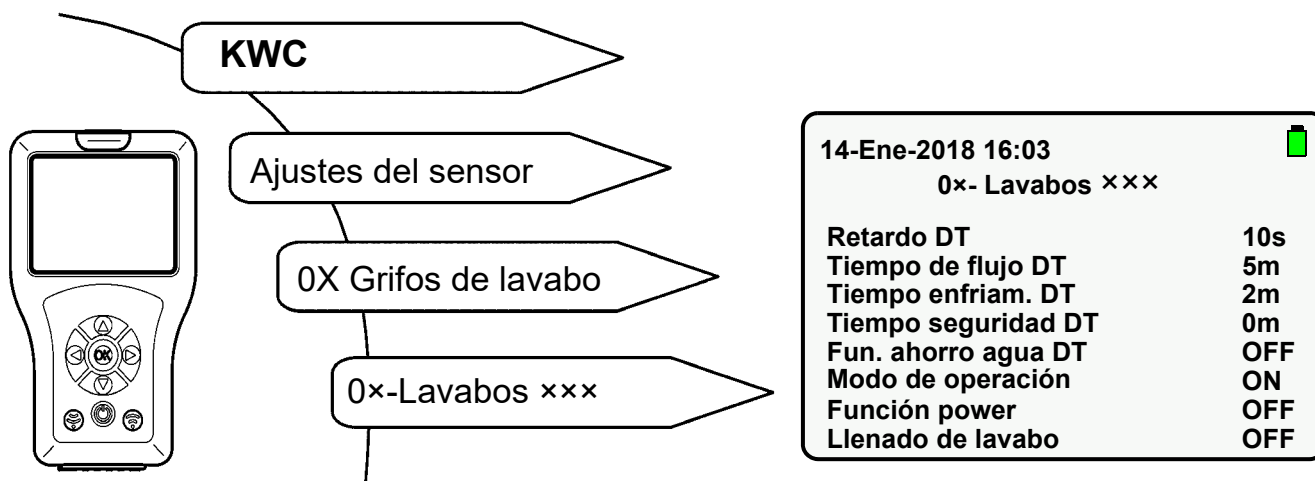 KWC
Ajustes del sensor
0X Grifos de lavabo
0×-Lavabos ×××
OK
14-Ene-2018 16:03
0×- Lavabos ×××
Retardo DT 10s
Tiempo de flujo DT 5m
Tiempo enfriam. DT 2m
Tiempo seguridad DT 0m
Fun. ahorro agua DT OFF
Modo de operación ON
Función power OFF
Llenado de lavabo OFF